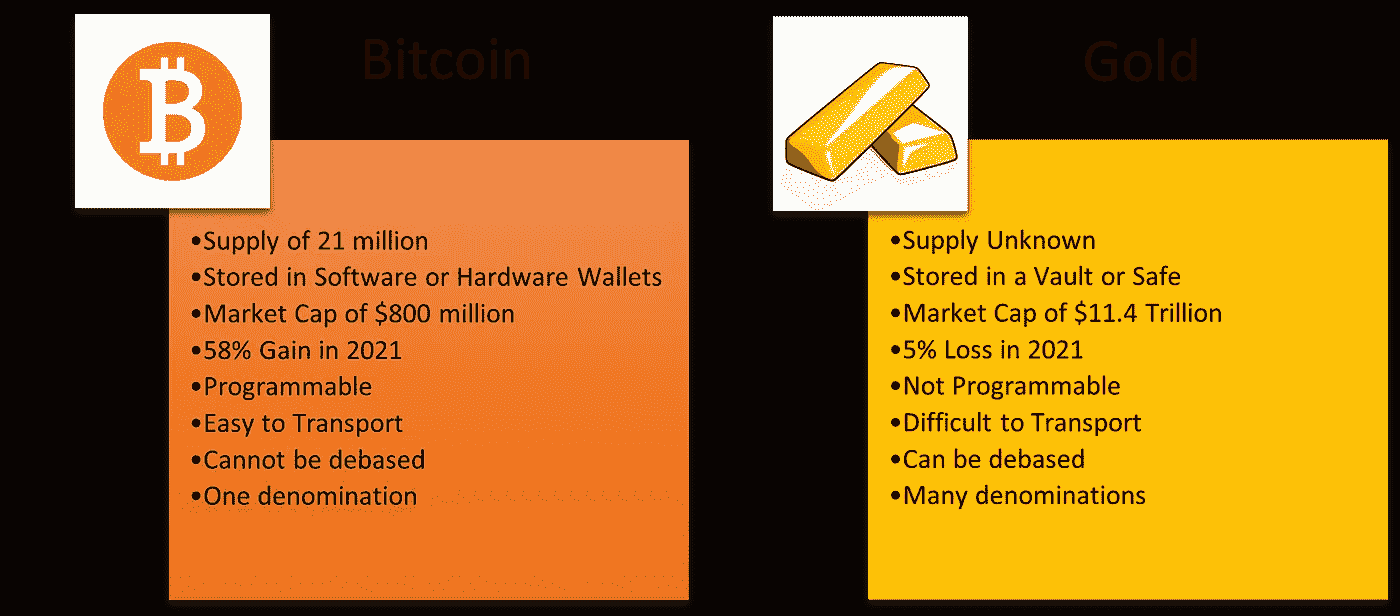 Bitcoin
•Supply of 21 million
•Stored in Software or Hardware Wallets
•Market Cap of $800 million
•58% Gain in 2021
•Programmable
•Easy to Transport
•Cannot be debased
•One denomination
Gold
•Supply Unknown
•Stored in a Vault or Safe
•Market Cap of $11.4 Trillion
•5% Loss in 2021
•Not Programmable
•Difficult to Transport
•Can be debased
•Many denominations